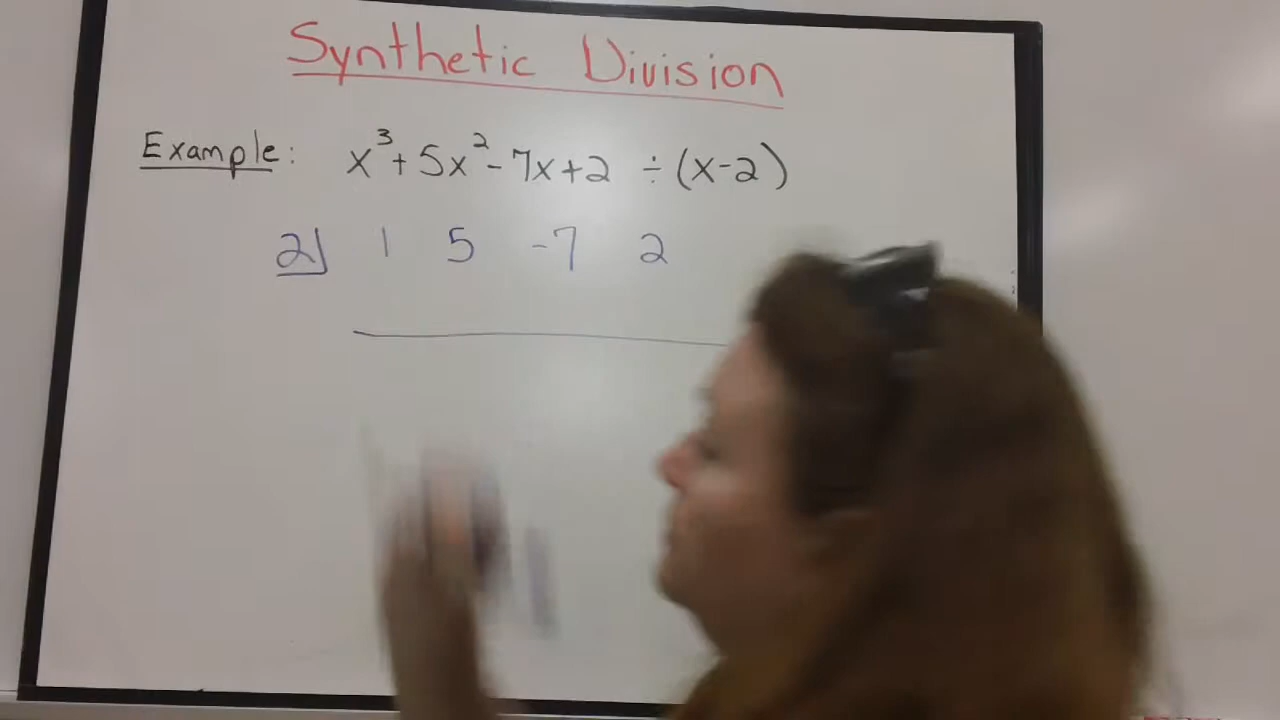 Synthetic Division
Example: x³+5x²-7x+2 ÷(x-2)
2| 1 5 -7 2